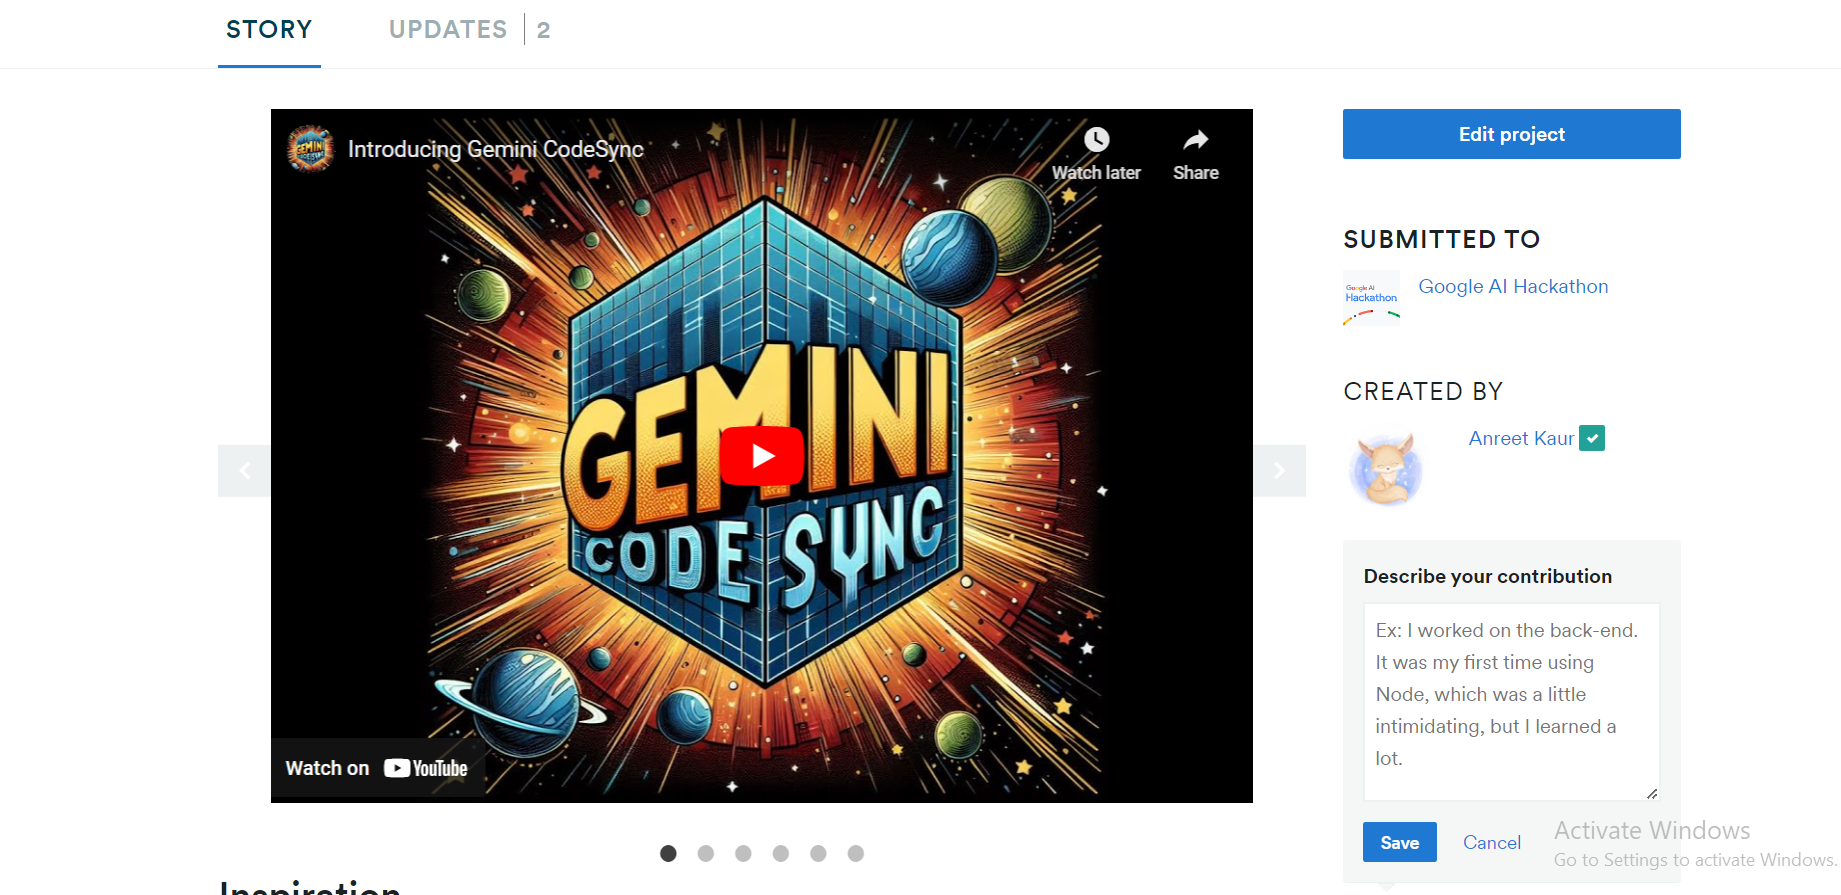 STORY
UPDATES 2
GEMINI CODE SYNC
Introducing Gemini CodeSync
Watch later
Share
GEMINI
CODE SYNC
Watch on YouTube
Inspiration
Edit project
SUBMITTED TO
Google AI
Hackathon
Google AI Hackathon
CREATED BY
Anreet Kaur
Describe your contribution
Ex: I worked on the back-end.
It was my first time using
Node, which was a little
intimidating, but I learned a
lot.
Save
Cancel
Activate Windows
Go to Settings to activate Windows.